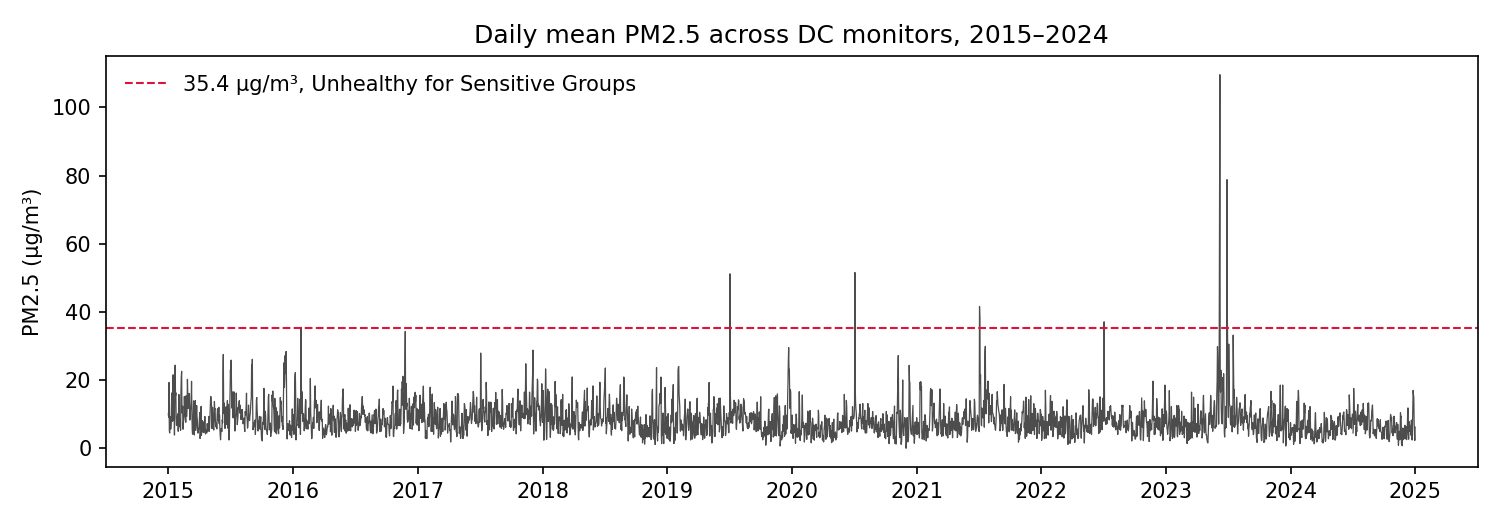 Daily mean PM2.5 across DC monitors, 2015–2024
35.4 µg/m³, Unhealthy for Sensitive Groups
PM2.5 (µg/m³)
100
80
60
40
20
0
2015 2016 2017 2018 2019 2020 2021 2022 2023 2024 2025